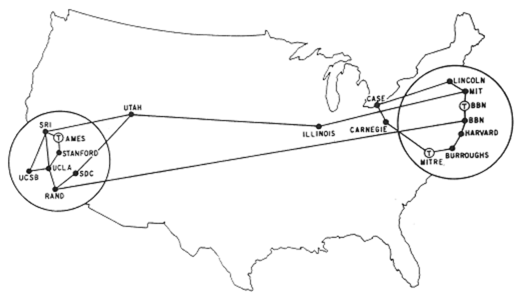 LINCOLN
MIT
CASE
T BBN
UTAH
BBN
SRI
T AMES
ILLINOIS
CARNEGIE
HARVARD
STANFORD
T
BURROUGHS
MITRE
UCLA
SDC
UCSB
RAND